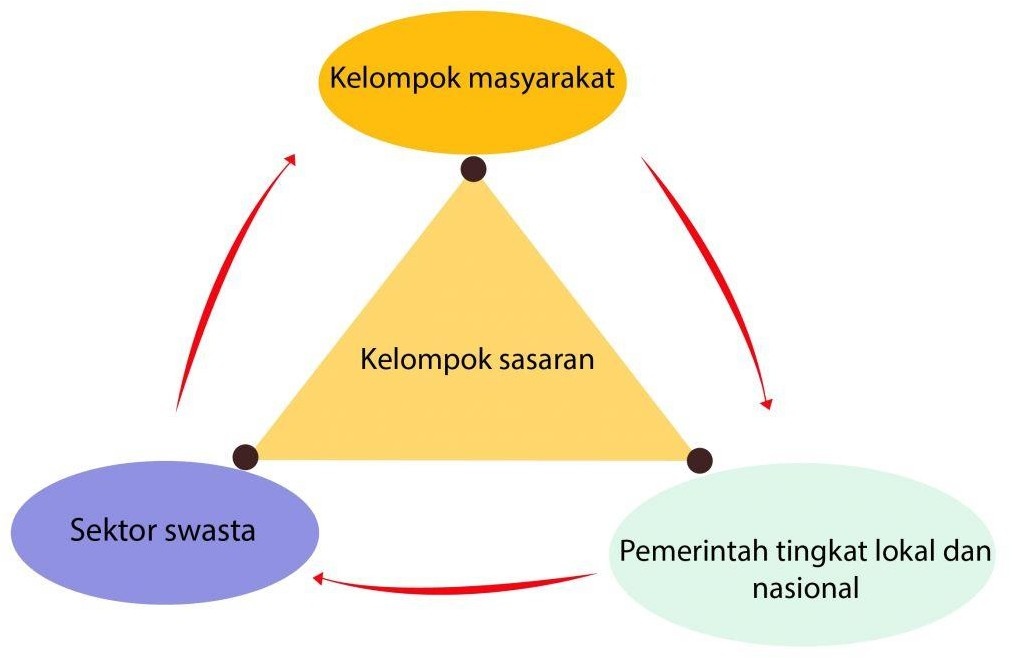 Kelompok masyarakat
Kelompok sasaran
Sektor swasta
Pemerintah tingkat lokal dan
nasional